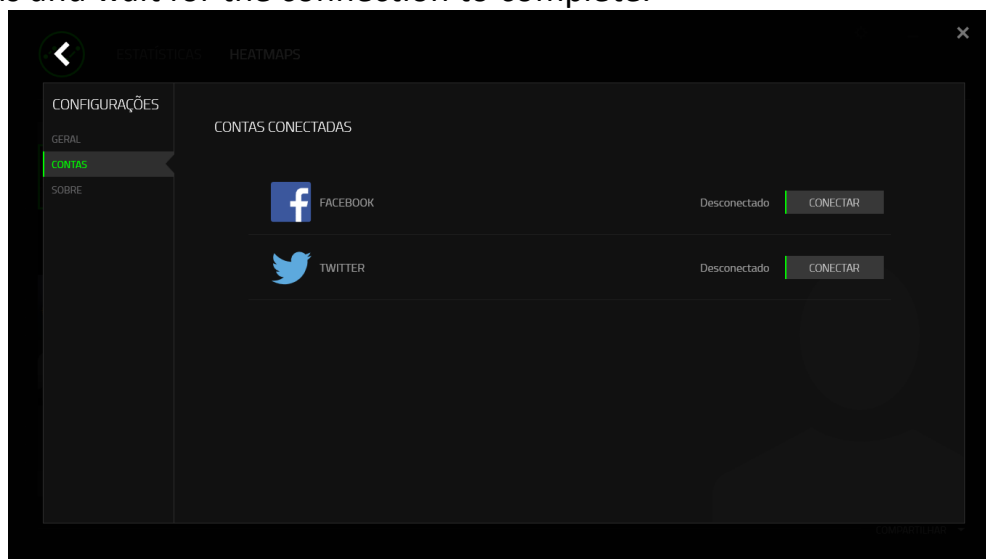 and wait for the connection to complete.
ESTATÍSTICAS HEATMAPS
CONFIGURAÇÕES
GERAL
CONTAS
SOBRE
CONTAS CONECTADAS
FACEBOOK Desconectado CONECTAR
TWITTER Desconectado CONECTAR
COMPARTILHAR